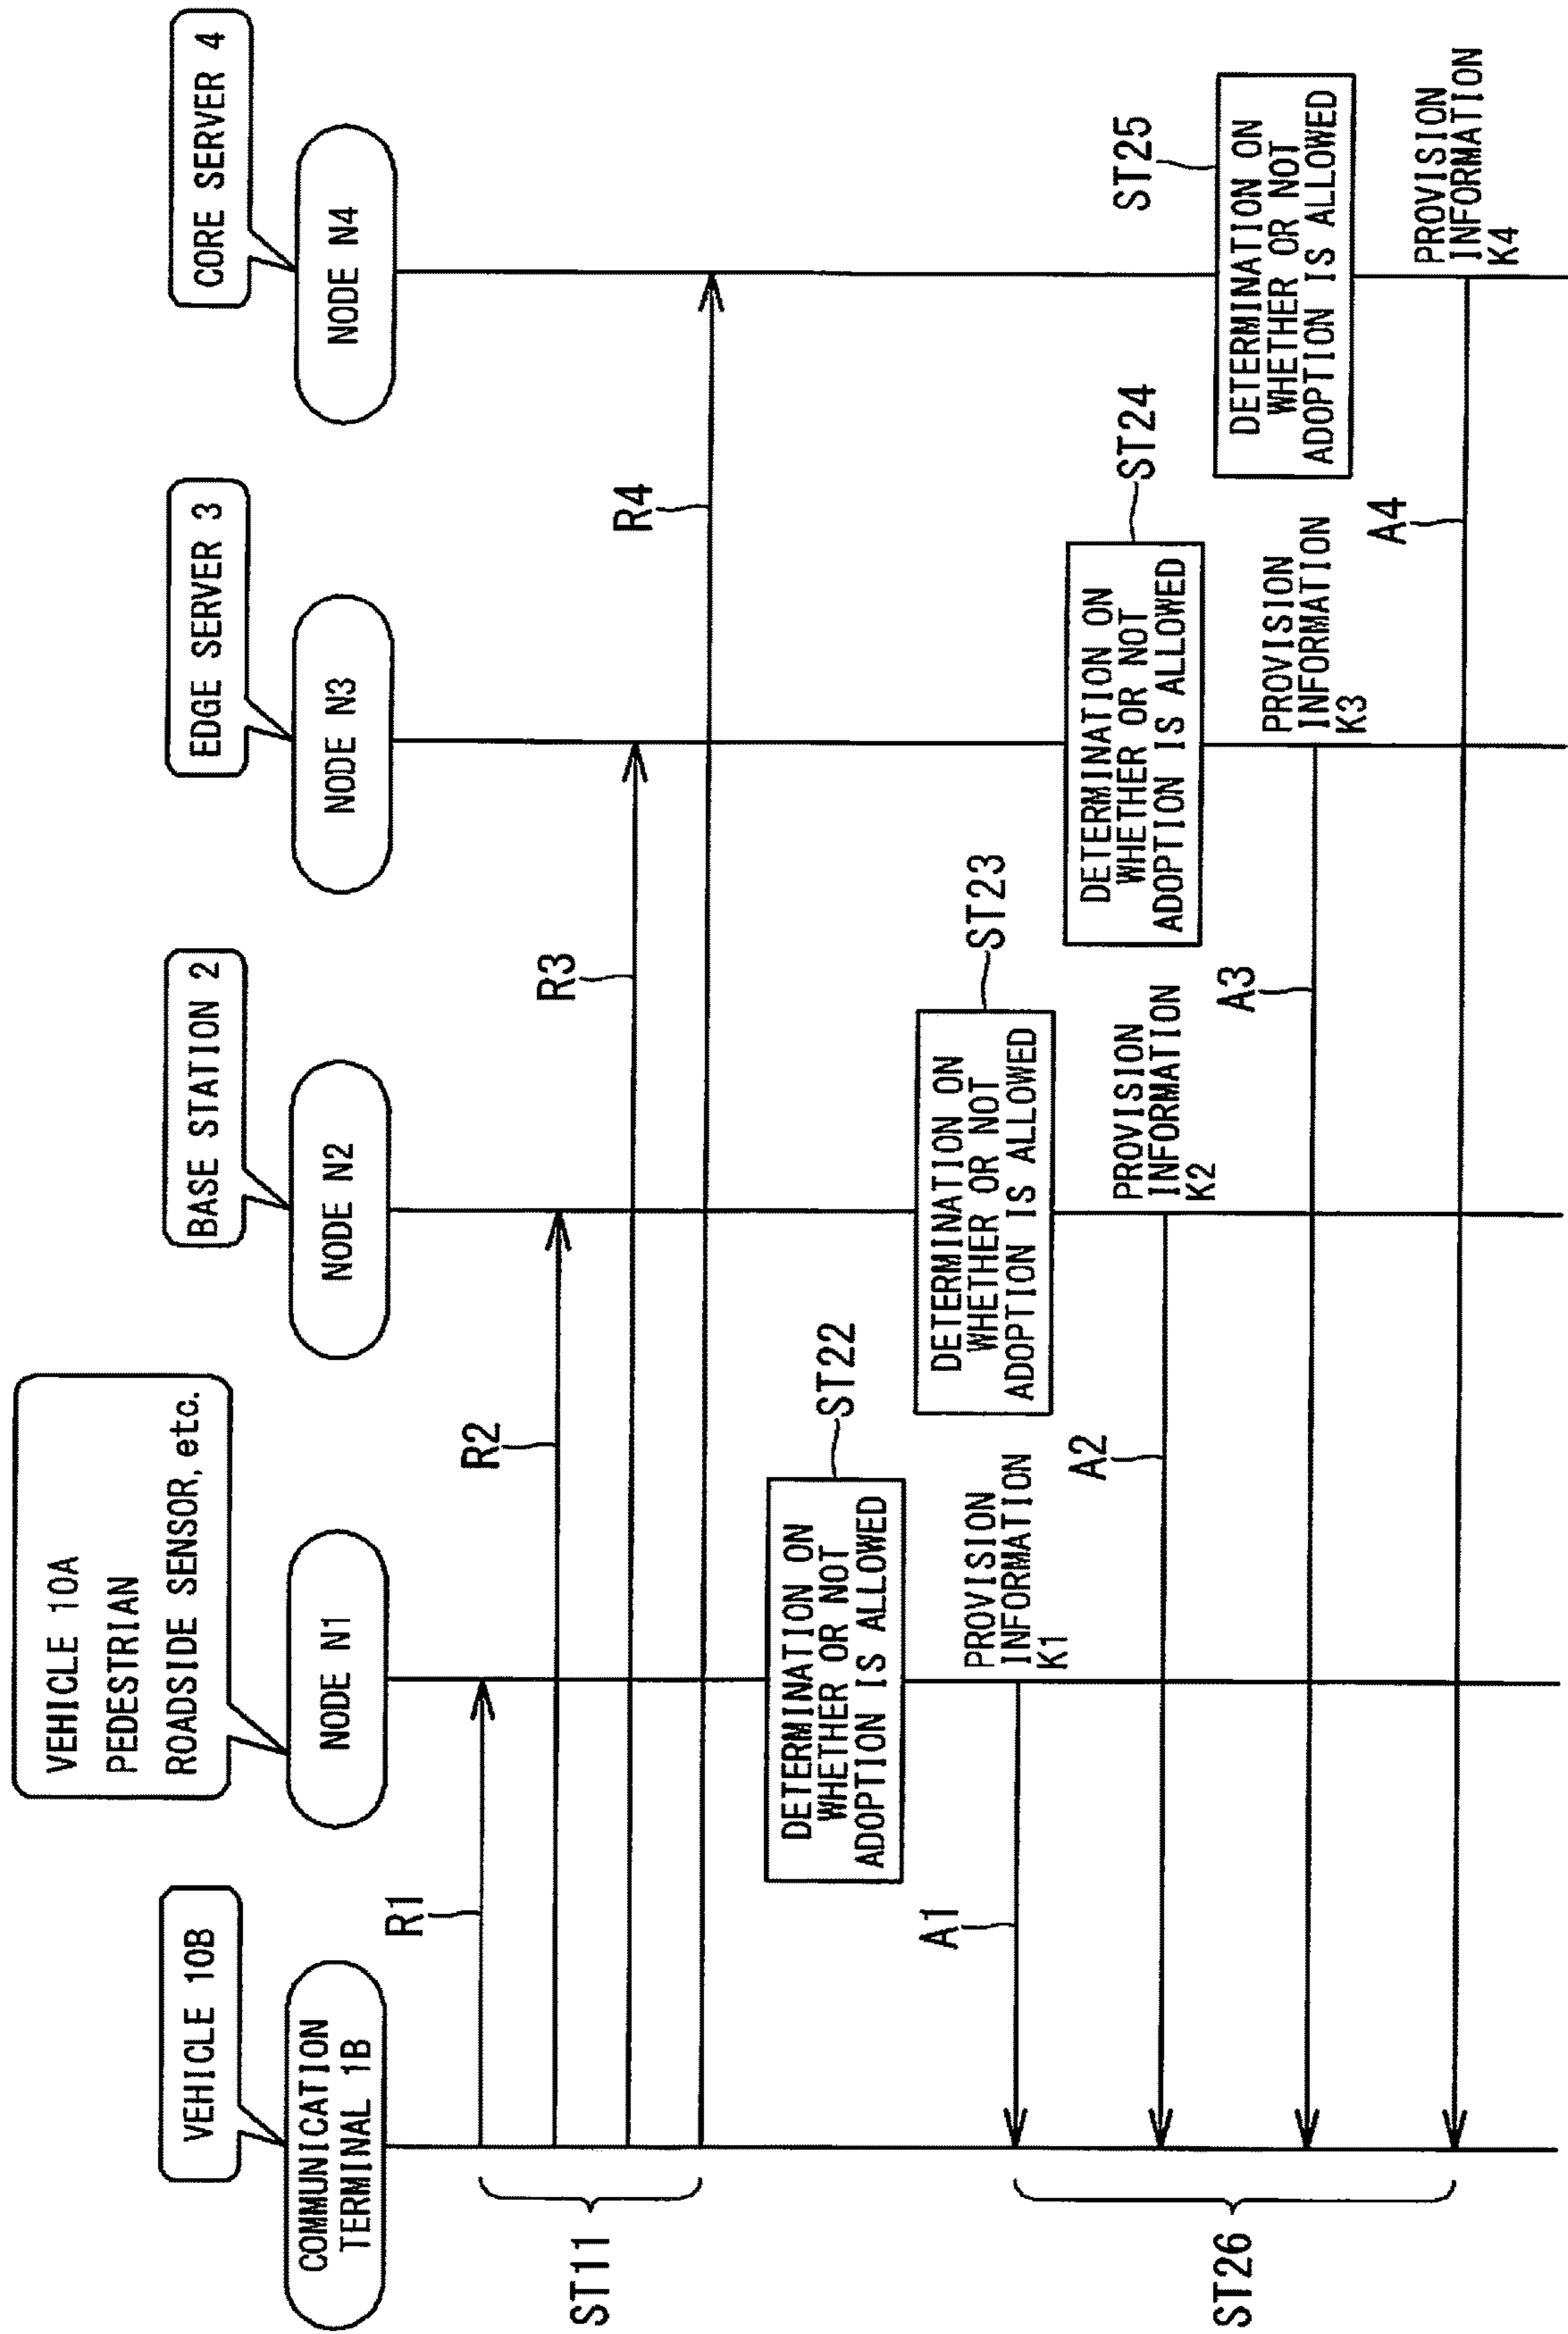 VEHICLE 10B
COMMUNICATION
TERMINAL 1B
VEHICLE 10A
PEDESTRIAN
ROADSIDE SENSOR, etc.
NODE N1
BASE STATION 2
NODE N2
EDGE SERVER 3
NODE N3
CORE SERVER 4
NODE N4
ST11
R1
R2
R3
R4
DETERMINATION ON
WHETHER OR NOT
ADOPTION IS ALLOWED
ST22
DETERMINATION ON
WHETHER OR NOT
ADOPTION IS ALLOWED
ST23
DETERMINATION ON
WHETHER OR NOT
ADOPTION IS ALLOWED
ST24
DETERMINATION ON
WHETHER OR NOT
ADOPTION IS ALLOWED
ST25
ST26
A1
PROVISION
INFORMATION
K1
A2
PROVISION
INFORMATION
K2
A3
PROVISION
INFORMATION
K3
A4
PROVISION
INFORMATION
K4